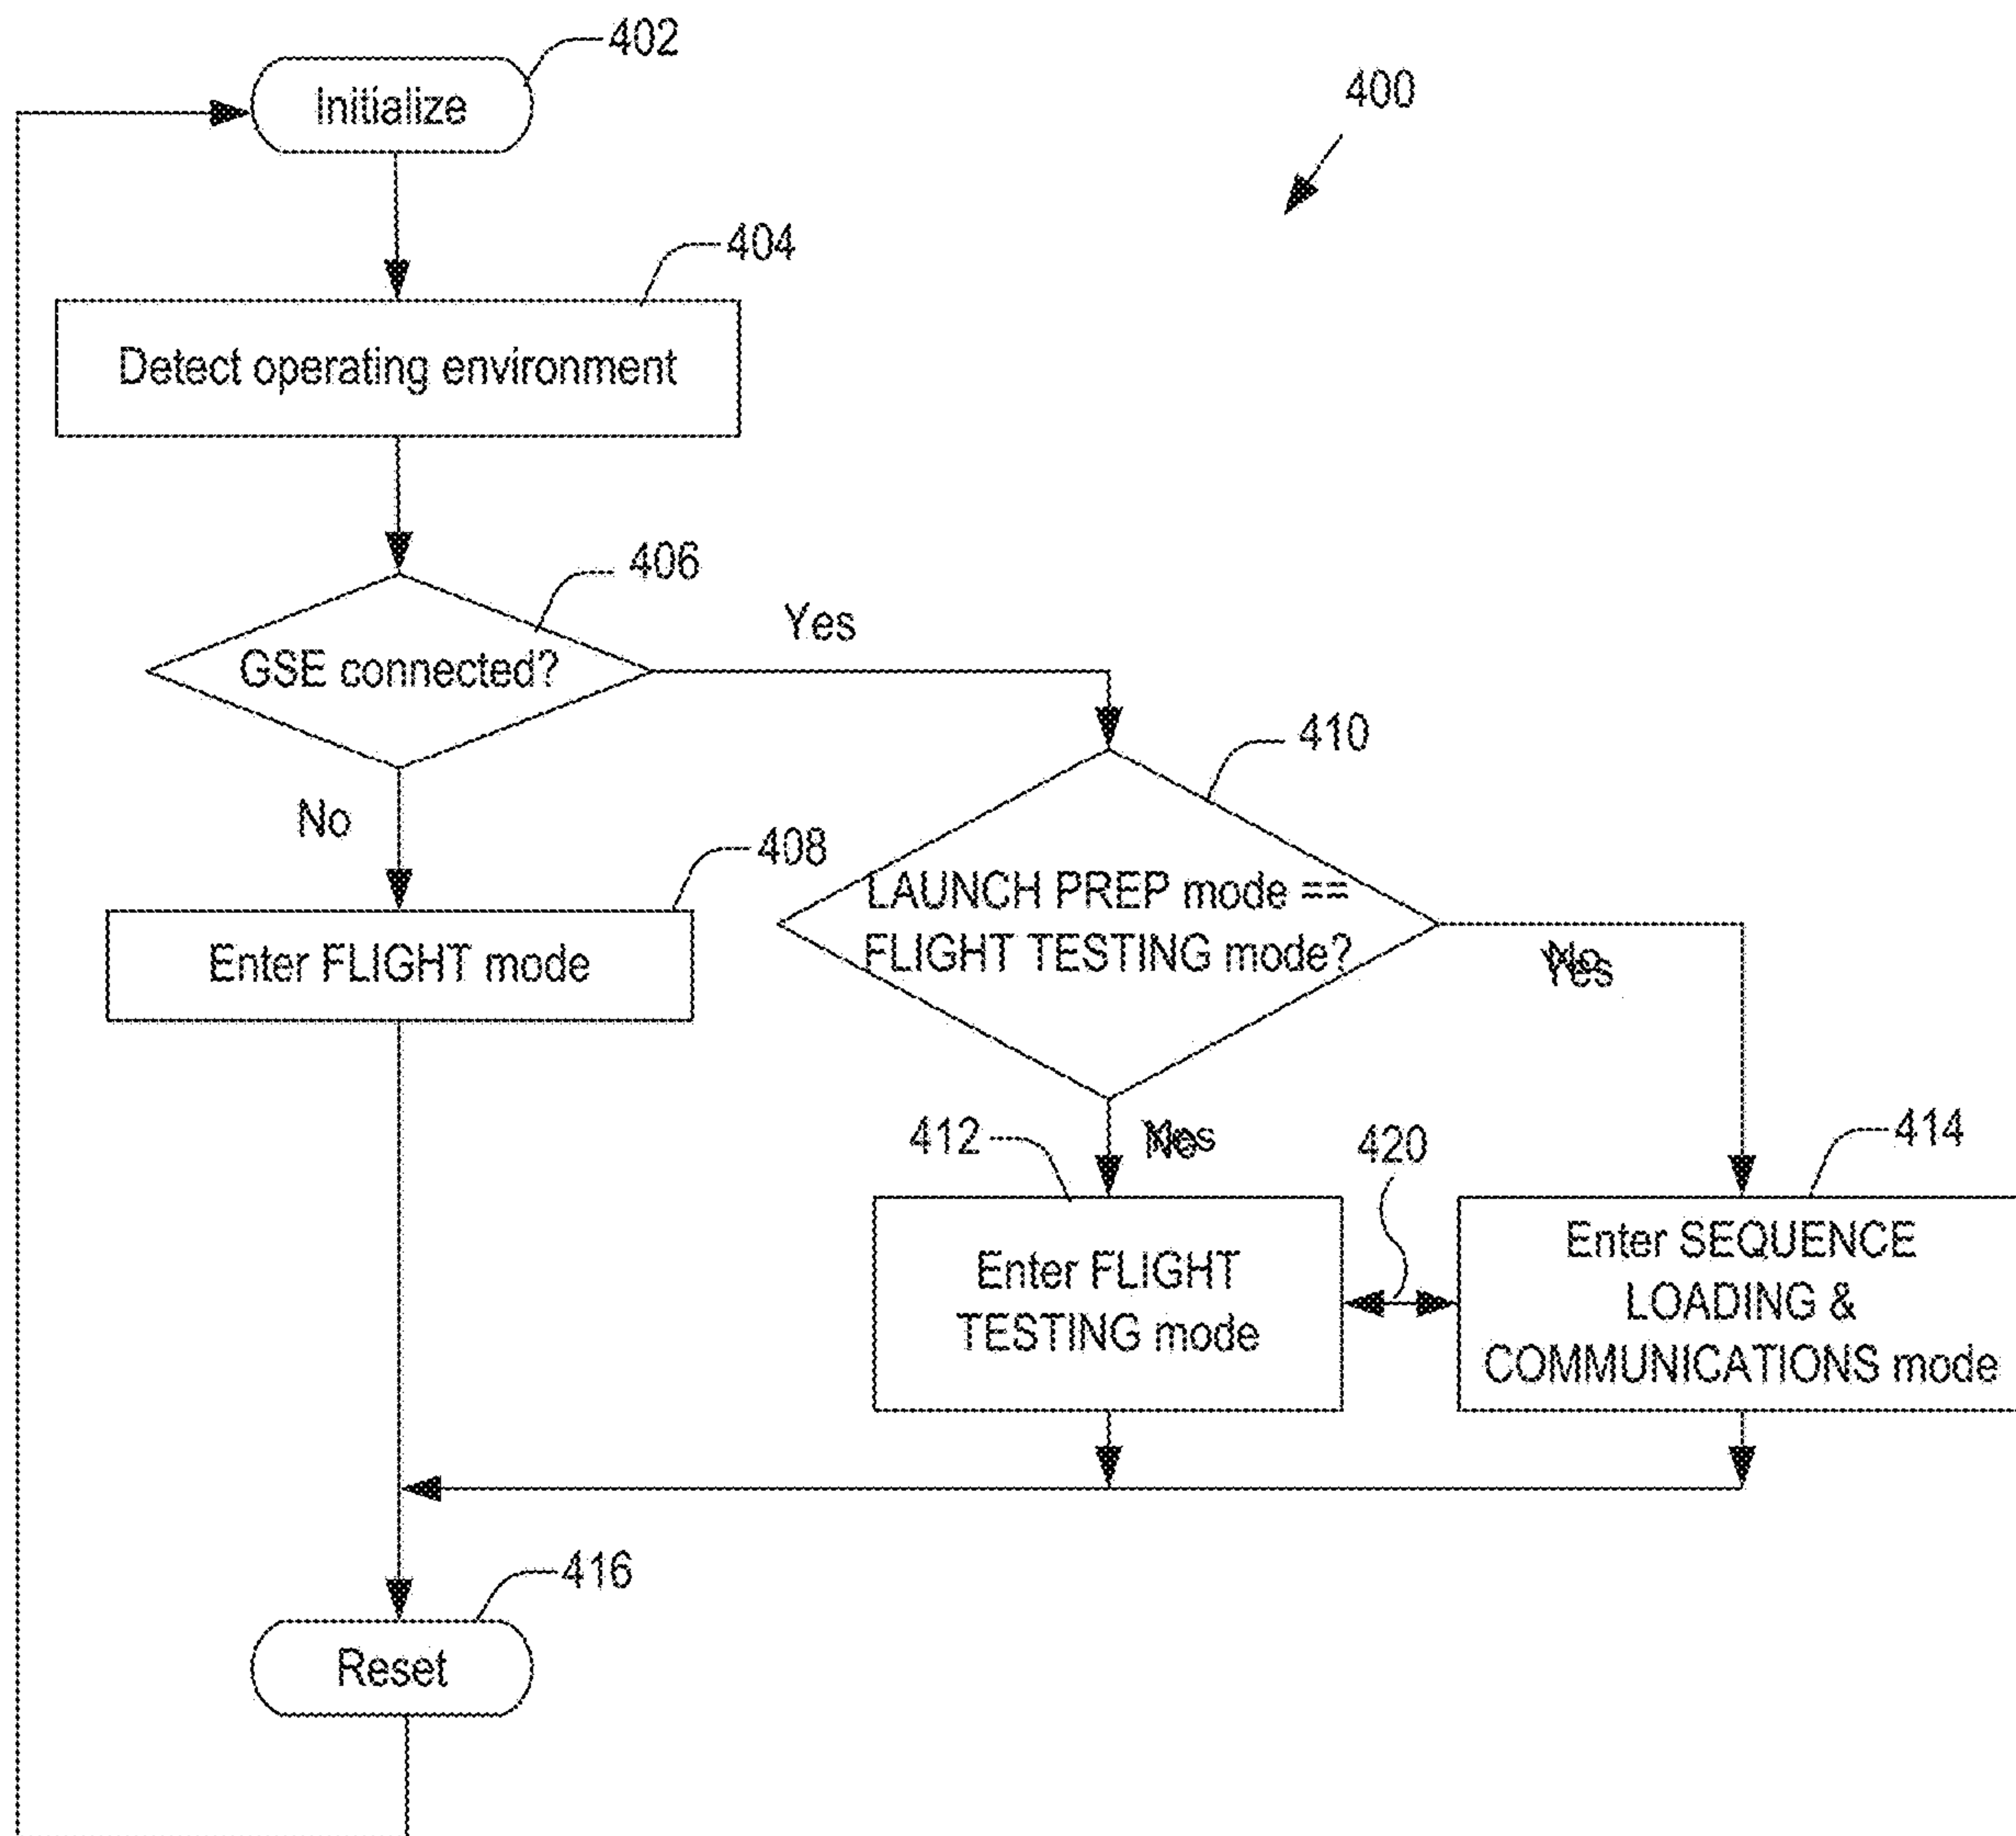 402
Initialize
400
404
Detect operating environment
406
GSE connected?
Yes
No
410
LAUNCH PREP mode ==
FLIGHT TESTING mode?
408
Enter FLIGHT mode
412
420
414
Enter FLIGHT
TESTING mode
Enter SEQUENCE
LOADING &
COMMUNICATIONS mode
416
Reset